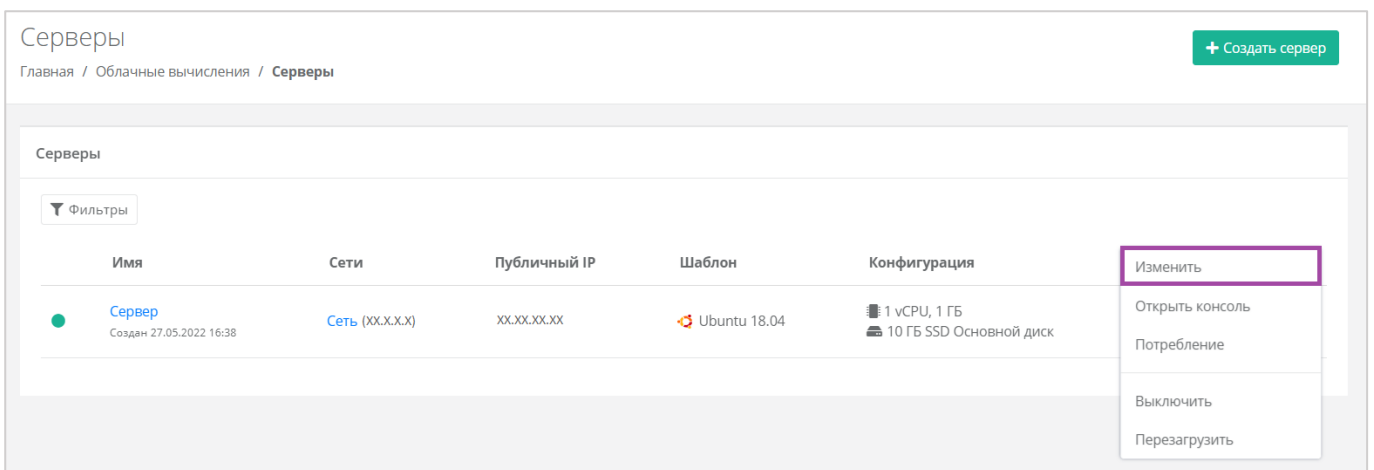 Серверы
+ Создать сервер
Главная / Облачные вычисления / Серверы
Серверы
Фильтры
Имя Сети Публичный IP Шаблон Конфигурация
Сервер Сеть (XX.X.X.X) XX.XX.XX.XX Ubuntu 18.04 1 vCPU, 1 ГБ
Создан 27.05.2022 16:38 10 ГБ SSD Основной диск
Изменить
Открыть консоль
Потребление
Выключить
Перезагрузить